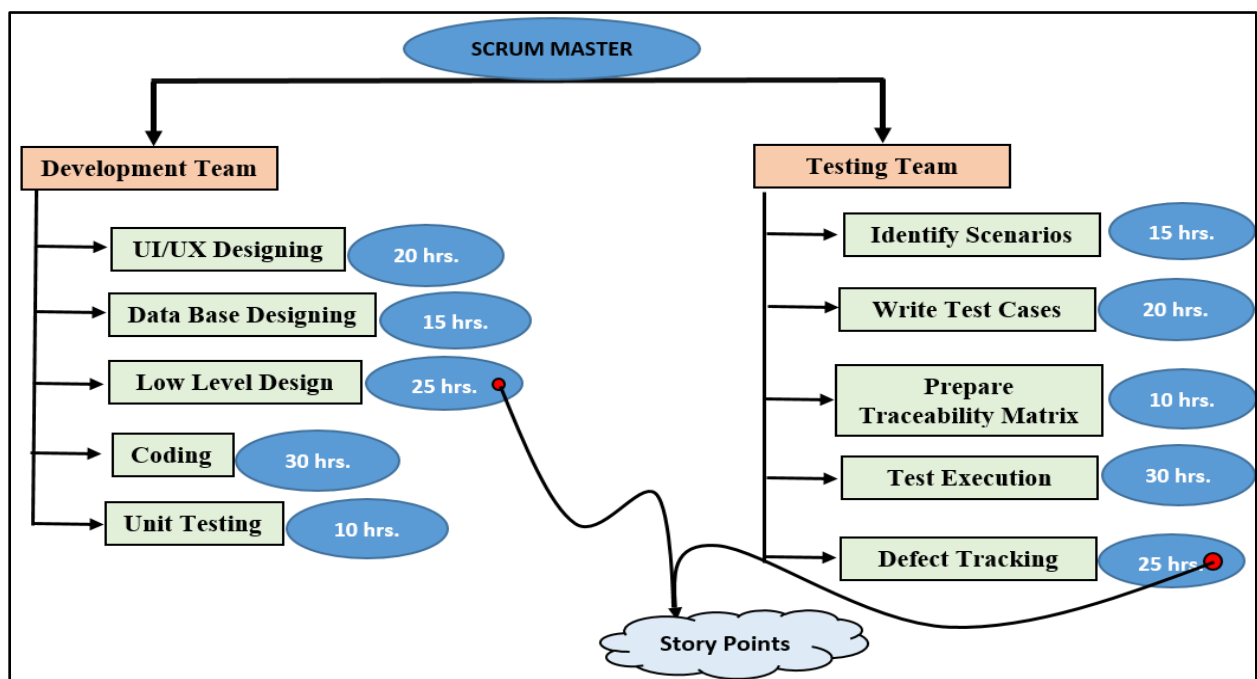 SCRUM MASTER
Development Team
UI/UX Designing
20 hrs.
Data Base Designing
15 hrs.
Low Level Design
25 hrs.
Coding
30 hrs.
Unit Testing
10 hrs.
Testing Team
Identify Scenarios
15 hrs.
Write Test Cases
20 hrs.
Prepare
Traceability Matrix
10 hrs.
Test Execution
30 hrs.
Defect Tracking
25 hrs.
Story Points